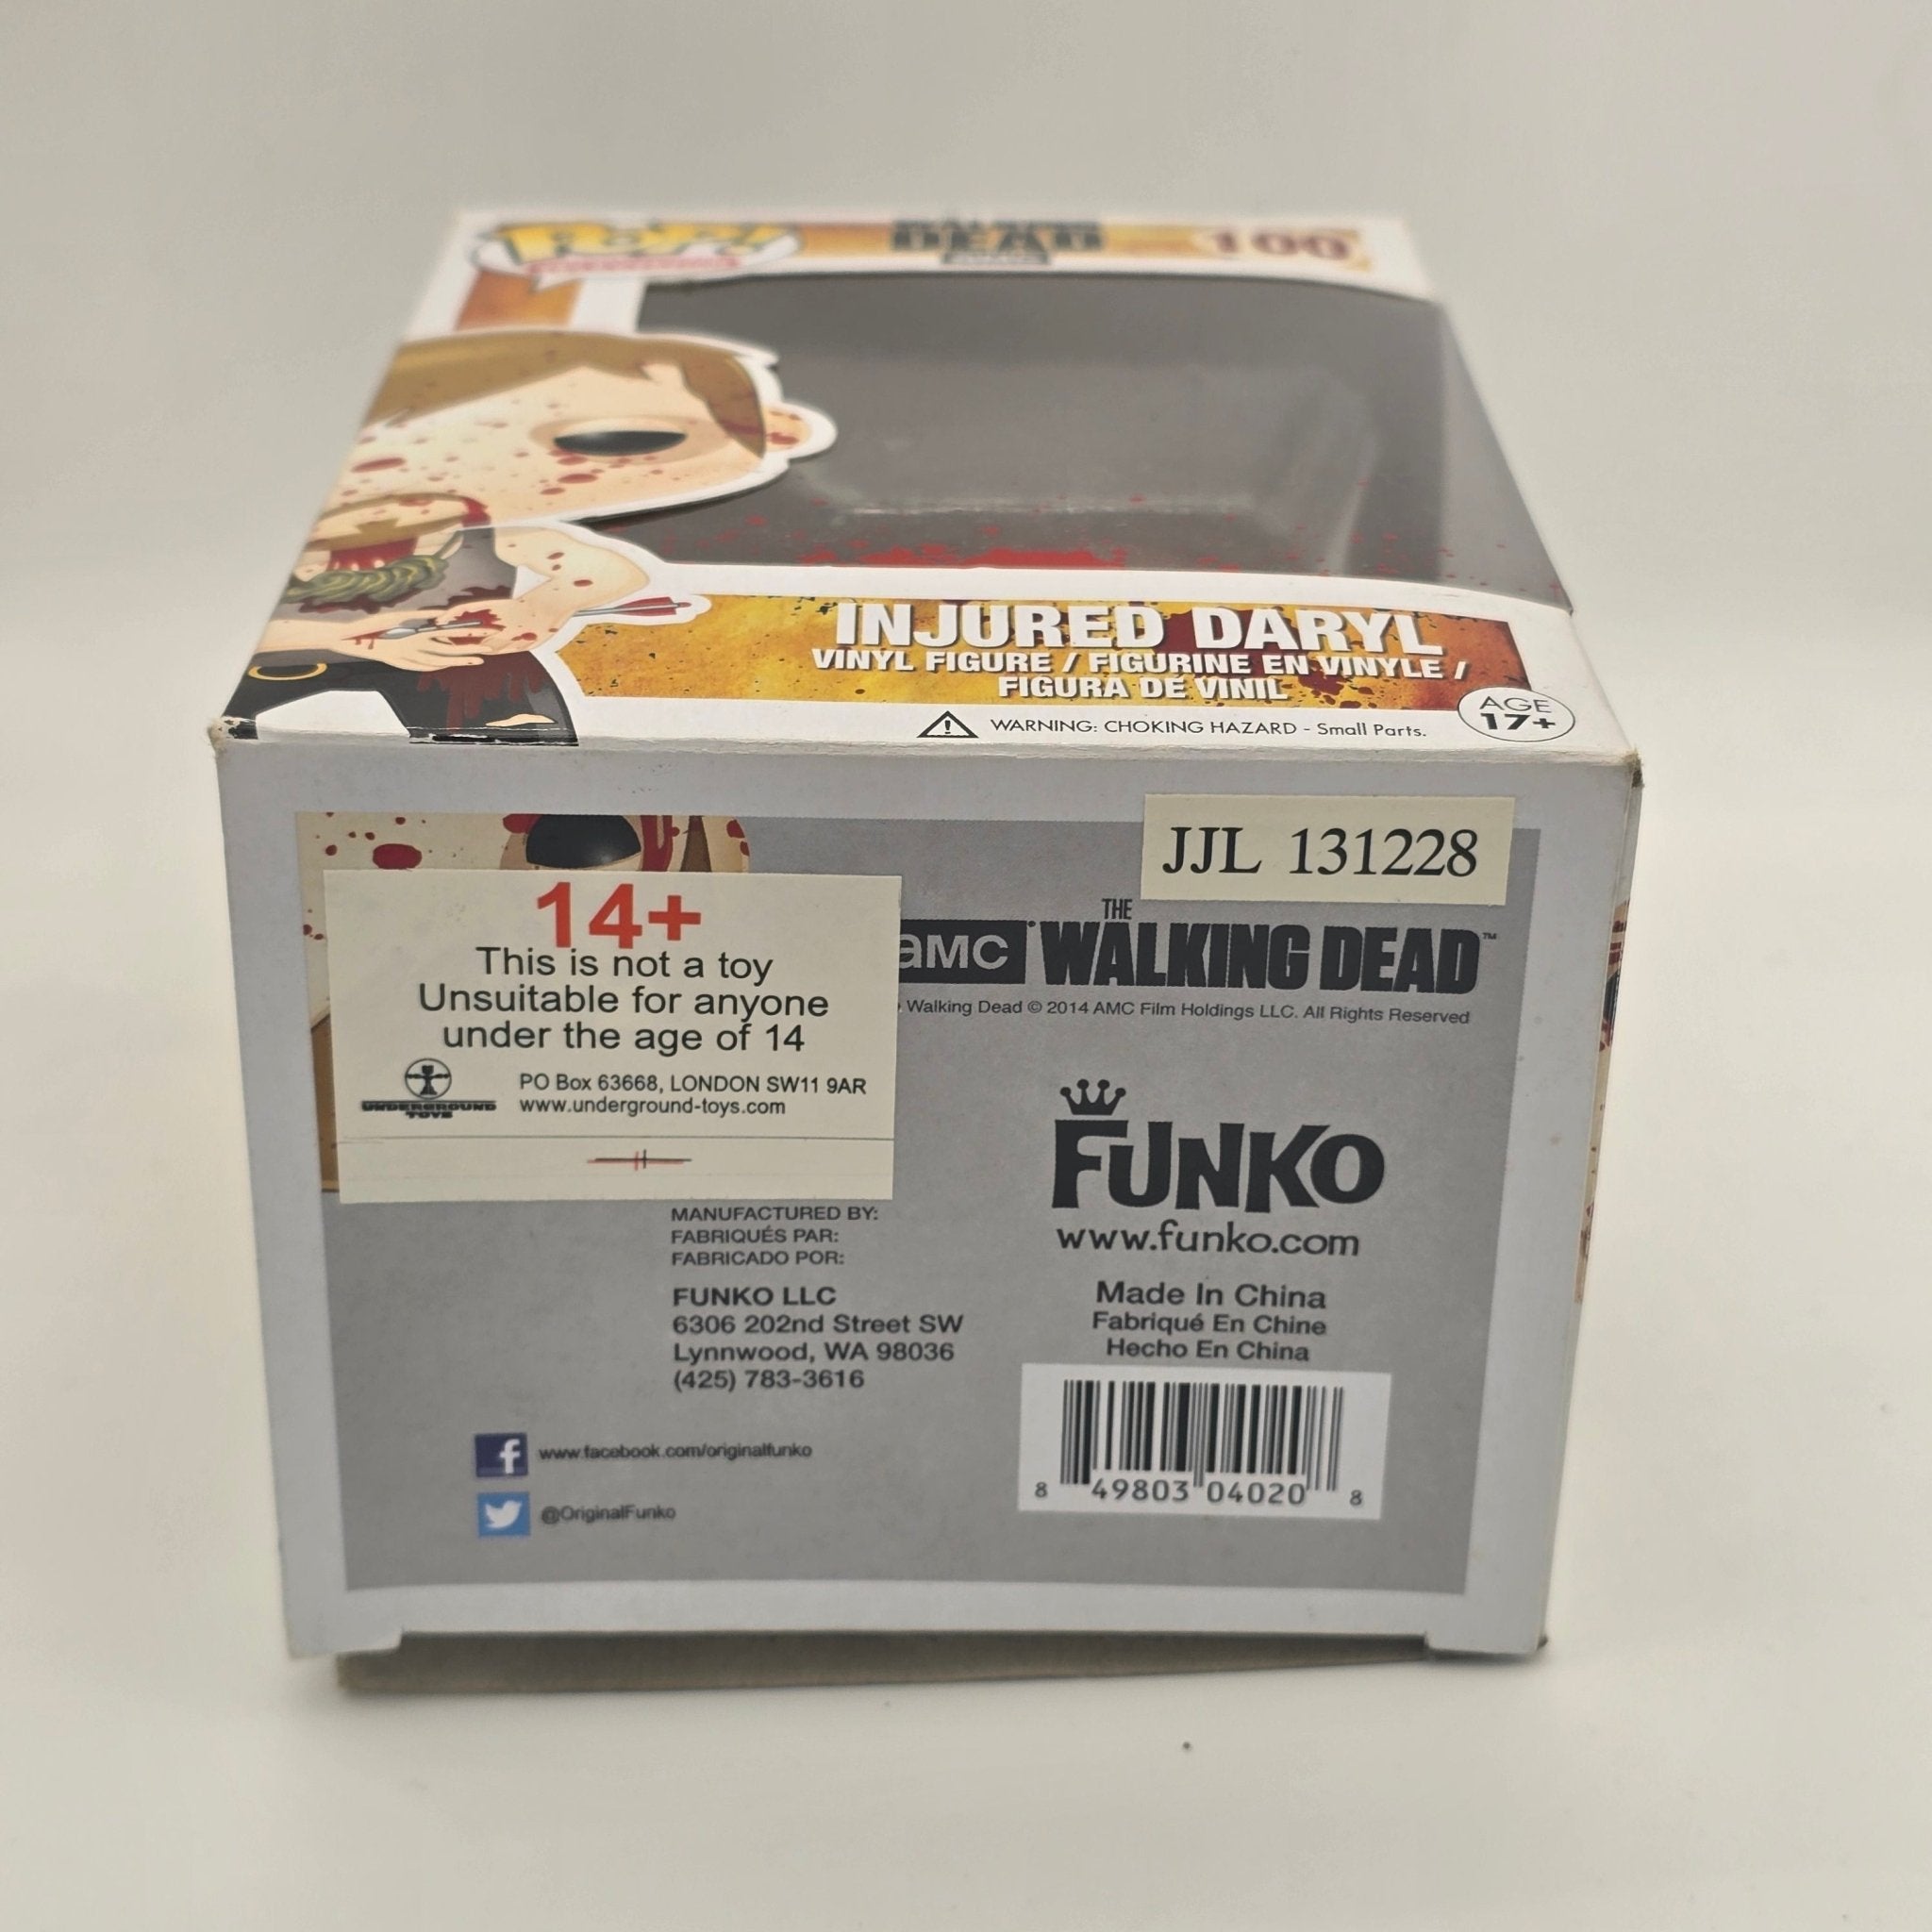 POP!
WALKING
DEAD
100
INJURED DARYL
VINYL FIGURE / FIGURINE EN VINYLE /
FIGURA DE VINIL
WARNING: CHOKING HAZARD - Small Parts.
AGE
17+
JJL 131228
14+
This is not a toy
Unsuitable for anyone
under the age of 14
UNDERGROUND
TOYS
PO Box 63668, LONDON SW11 9AR
www.underground-toys.com
aMC THE WALKING DEAD™
Walking Dead © 2014 AMC Film Holdings LLC. All Rights Reserved
FUNKO
www.funko.com
MANUFACTURED BY:
FABRIQUÉS PAR:
FABRICADO POR:
FUNKO LLC
6306 202nd Street SW
Lynnwood, WA 98036
(425) 783-3616
Made In China
Fabriqué En Chine
Hecho En China
f www.facebook.com/originalfunko
@OriginalFunko
8 49803 04020 8